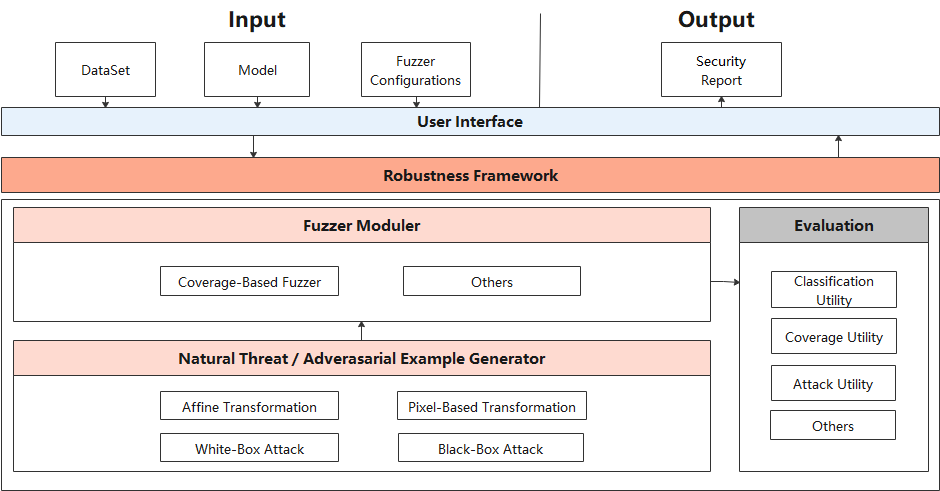 Input
Output
DataSet
Model
Fuzzer
Configurations
Security
Report
User Interface
Robustness Framework
Fuzzer Moduler
Evaluation
Coverage-Based Fuzzer
Others
Classification
Utility
Coverage Utility
Natural Threat / Adverasarial Example Generator
Attack Utility
Affine Transformation
Pixel-Based Transformation
Others
White-Box Attack
Black-Box Attack